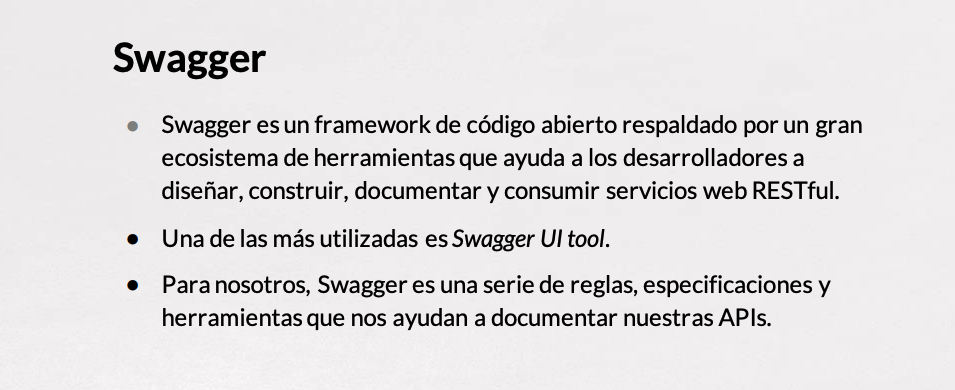 Swagger
● Swagger es un framework de código abierto respaldado por un gran
ecosistema de herramientas que ayuda a los desarrolladores a
diseñar, construir, documentar y consumir servicios web RESTful.
● Una de las más utilizadas es Swagger UI tool.
● Para nosotros, Swagger es una serie de reglas, especificaciones y
herramientas que nos ayudan a documentar nuestras APIs.